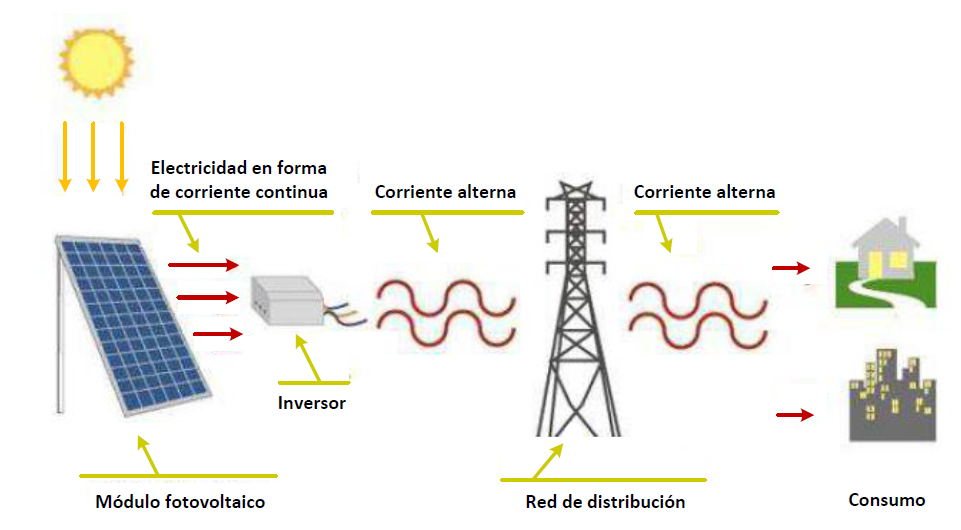 Electricidad en forma
de corriente continua
Corriente alterna
Corriente alterna
Inversor
Módulo fotovoltaico
Red de distribución
Consumo